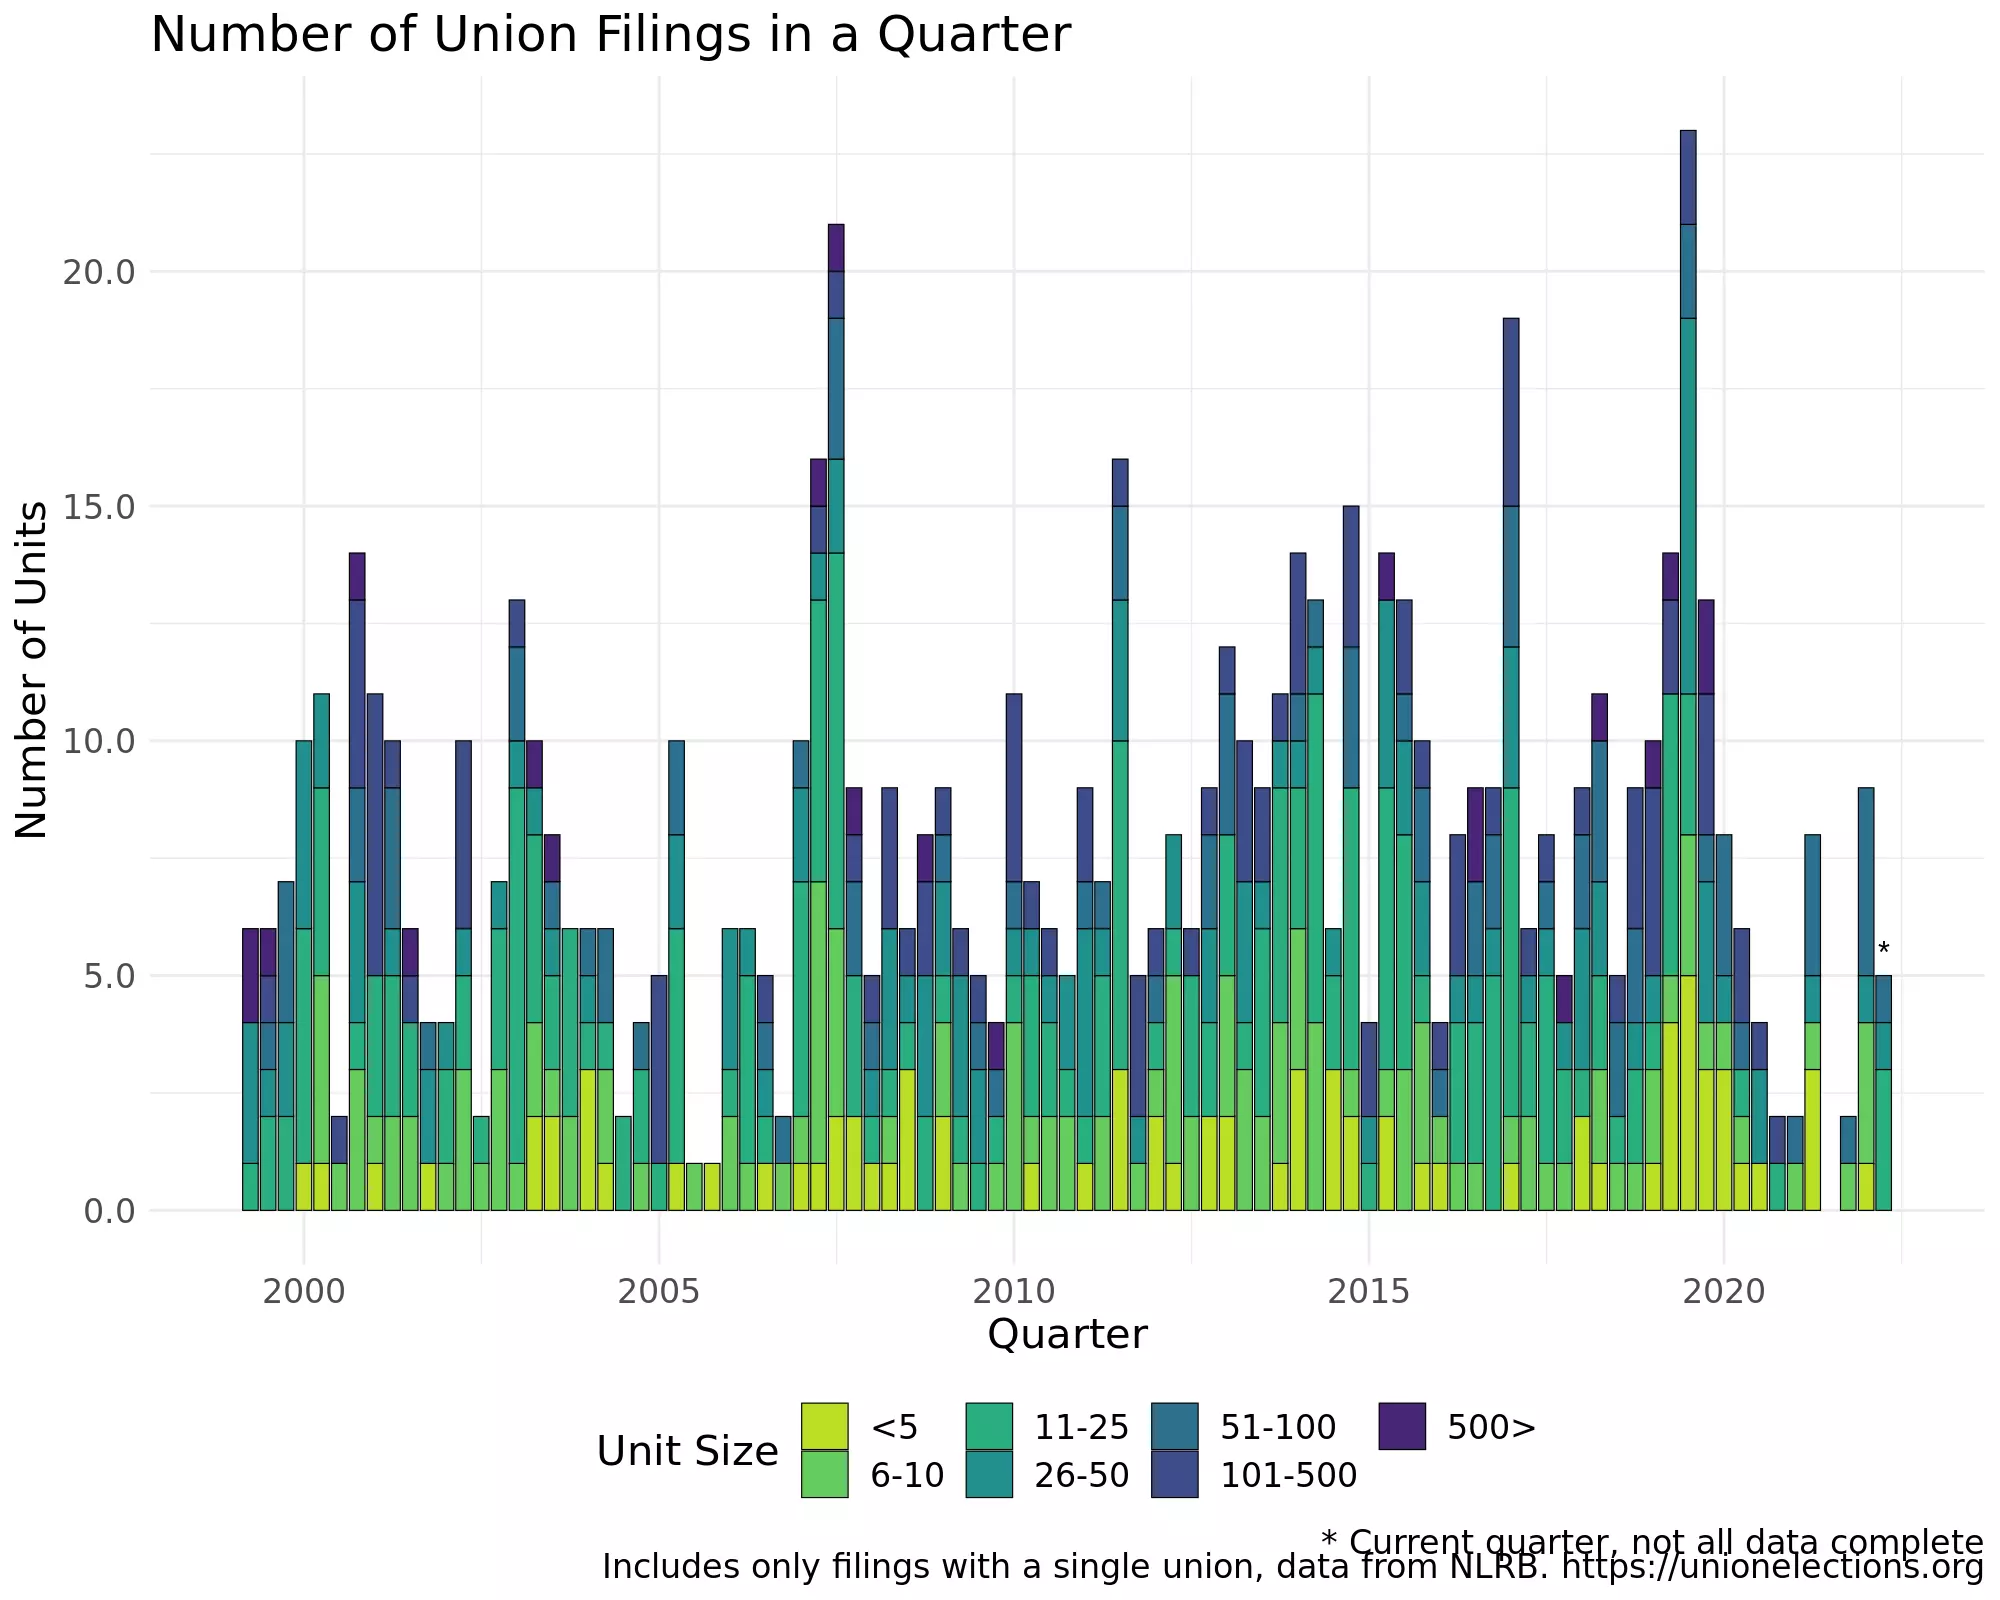 Number of Union Filings in a Quarter
Number of Units
20.0
15.0
10.0
5.0
0.0
*
2000 2005 2010 2015 2020
Quarter
Unit Size
<5 11-25 51-100 500>
6-10 26-50 101-500
* Current quarter, not all data complete
Includes only filings with a single union, data from NLRB. https://unionelections.org